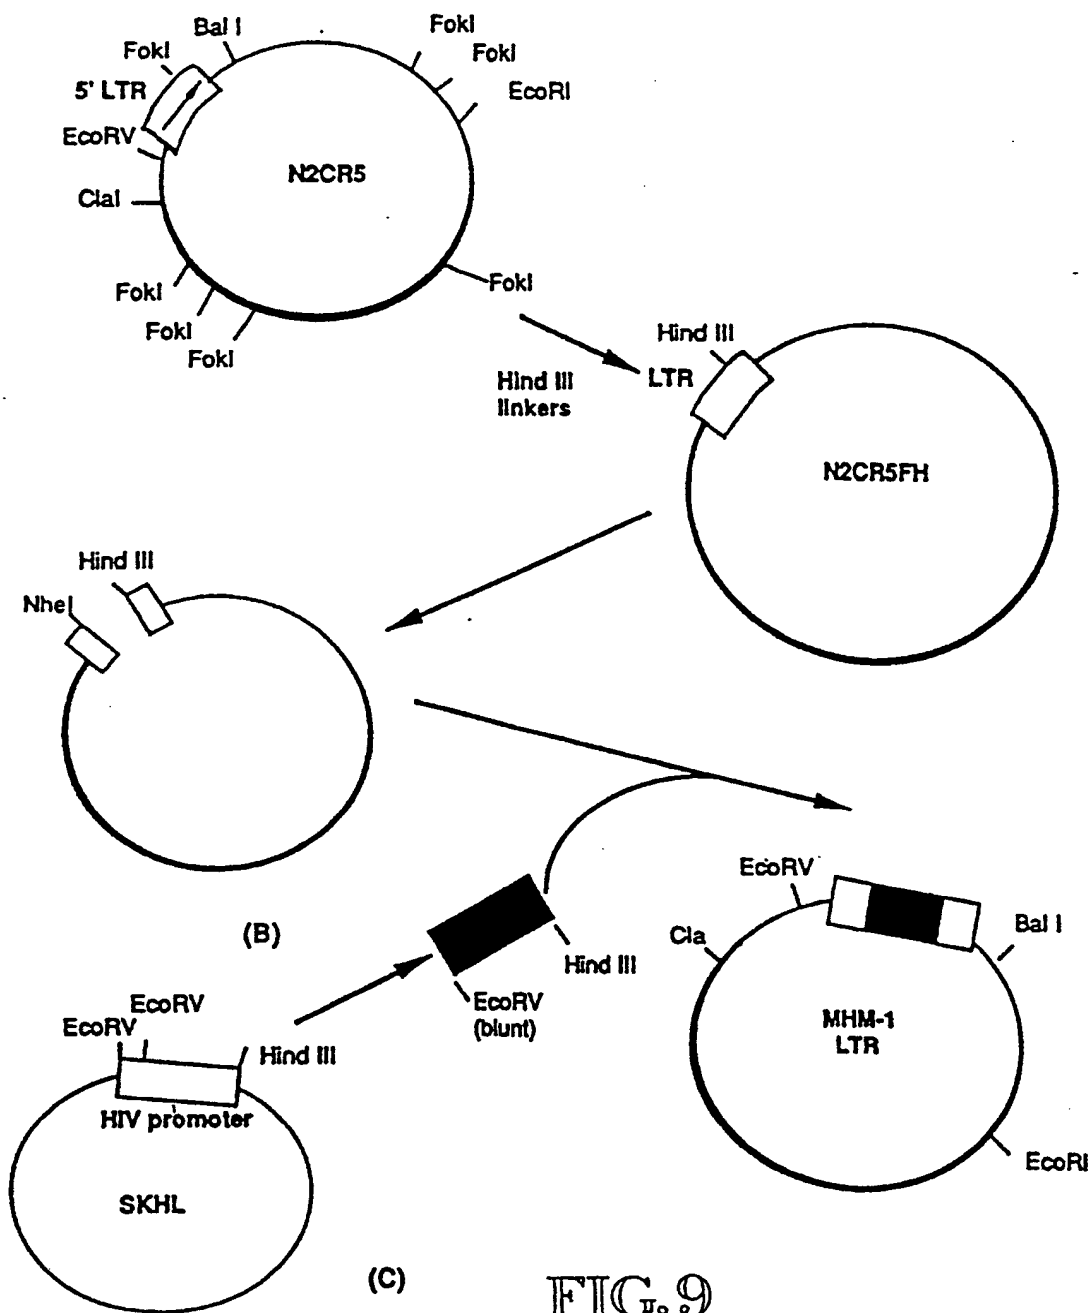 Bal I
FokI
5' LTR
EcoRV
ClaI
FokI
FokI
EcoRI
N2CR5
FokI
FokI
FokI
FokI
Hind III
linkers
Hind III
LTR
N2CR5FH
Hind III
NheI
(B)
EcoRV
(blunt)
Hind III
EcoRV
EcoRV
Hind III
HIV promoter
SKHL
(C)
EcoRV
Cla
Bal I
MHM-1
LTR
EcoRI
FIG. 9